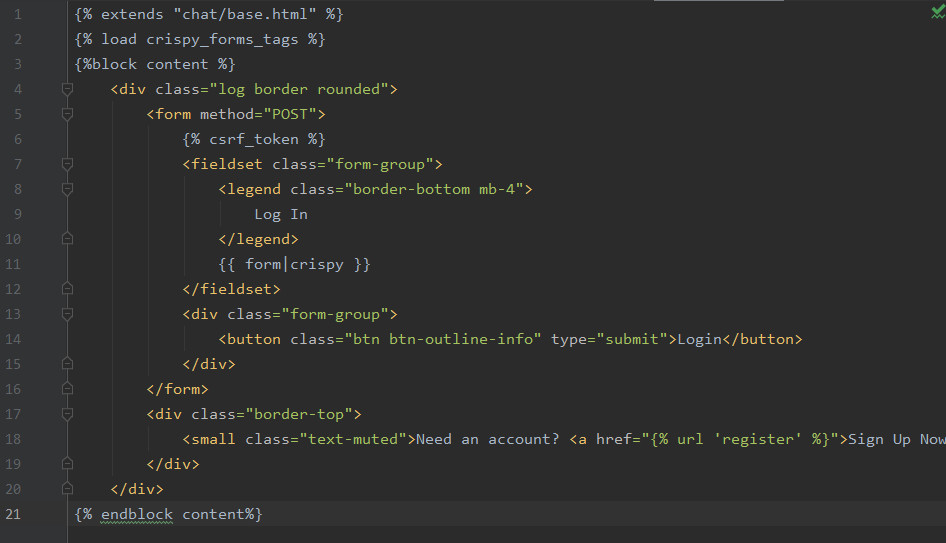 1 {% extends "chat/base.html" %}
2 {% load crispy_forms_tags %}
3 {%block content %}
4     <div class="log border rounded">
5         <form method="POST">
6             {% csrf_token %}
7             <fieldset class="form-group">
8                 <legend class="border-bottom mb-4">
9                     Log In
10                 </legend>
11                 {{ form|crispy }}
12             </fieldset>
13             <div class="form-group">
14                 <button class="btn btn-outline-info" type="submit">Login</button>
15             </div>
16         </form>
17         <div class="border-top">
18             <small class="text-muted">Need an account? <a href="{% url 'register' %}">Sign Up Now
19         </div>
20     </div>
21 {% endblock content%}